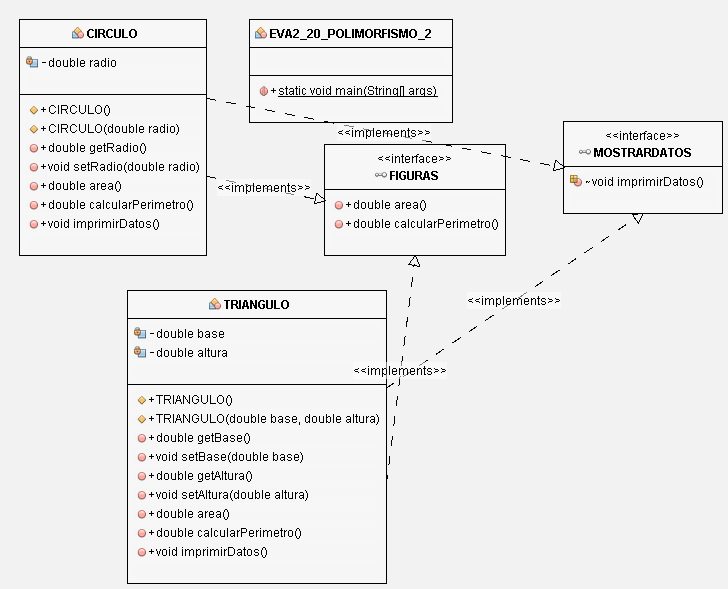 CIRCULO
- double radio
+ CIRCULO()
+ CIRCULO(double radio)
+ double getRadio()
+ void setRadio(double radio)
+ double area()
+ double calcularPerimetro()
+ void imprimirDatos()
EVA2_20_POLIMORFISMO_2
+ static void main(String[] args)
<<implements>>
<<implements>>
<<interface>>
FIGURAS
+ double area()
+ double calcularPerimetro()
<<interface>>
MOSTRARDATOS
~ void imprimirDatos()
<<implements>>
<<implements>>
TRIANGULO
- double base
- double altura
+ TRIANGULO()
+ TRIANGULO(double base, double altura)
+ double getBase()
+ void setBase(double base)
+ double getAltura()
+ void setAltura(double altura)
+ double area()
+ double calcularPerimetro()
+ void imprimirDatos()